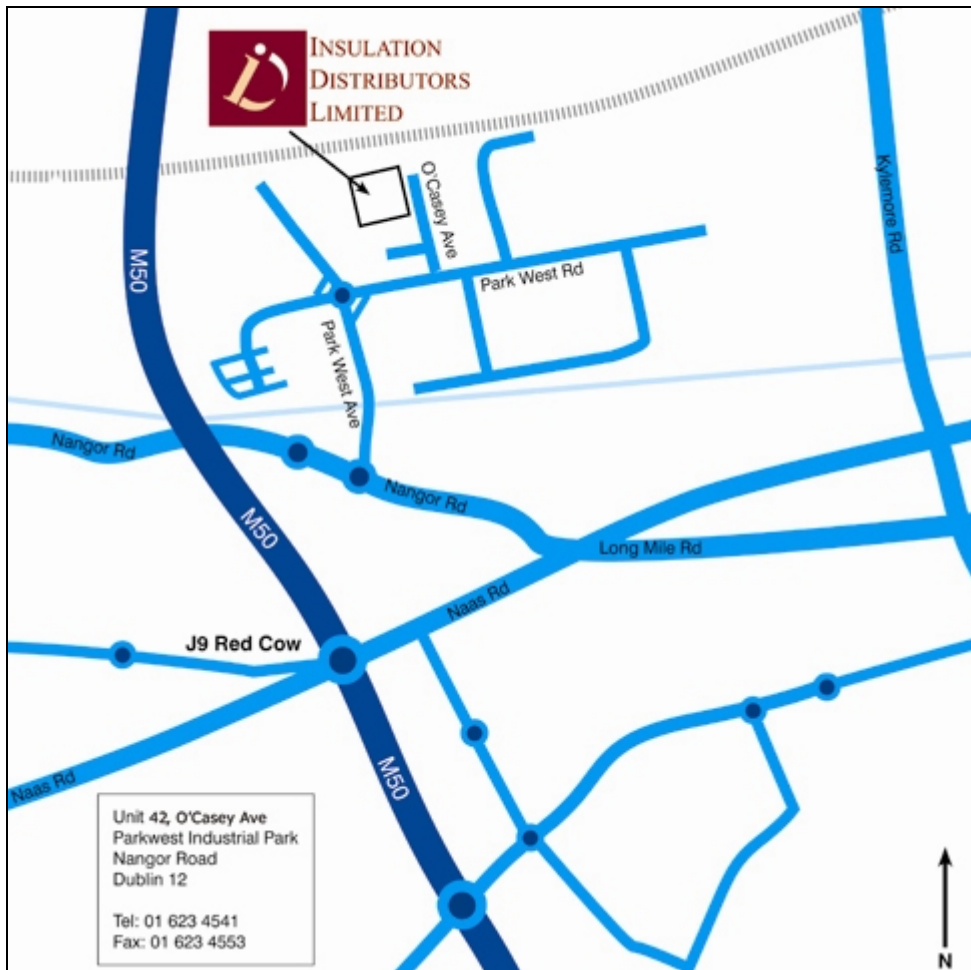 INSULATION
DISTRIBUTORS
LIMITED
O'Casey Ave
Kylemore Rd
M50
Park West Rd
Park West Ave
Nangor Rd
Nangor Rd
M50
Long Mile Rd
Naas Rd
J9 Red Cow
M50
Naas Rd
Unit 42, O'Casey Ave
Parkwest Industrial Park
Nangor Road
Dublin 12
Tel: 01 623 4541
Fax: 01 623 4553
N